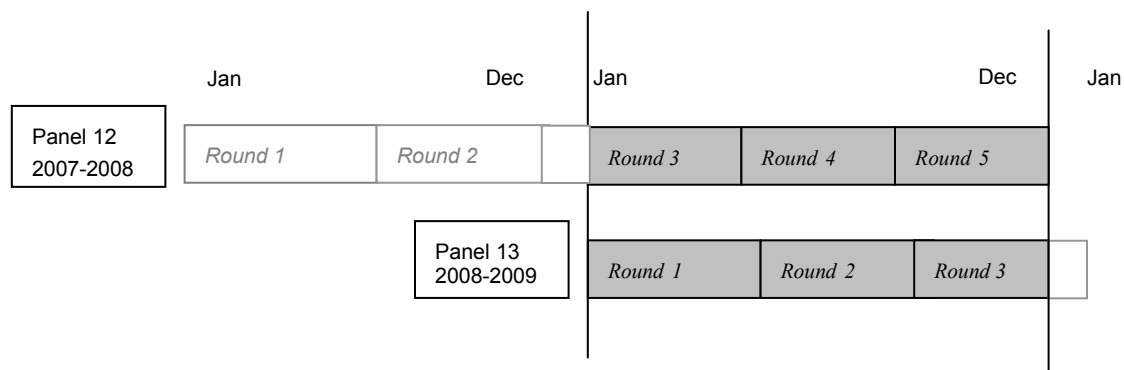 Jan Dec Jan Dec Jan
Panel 12
2007-2008
Round 1 Round 2 Round 3 Round 4 Round 5
Panel 13
2008-2009
Round 1 Round 2 Round 3